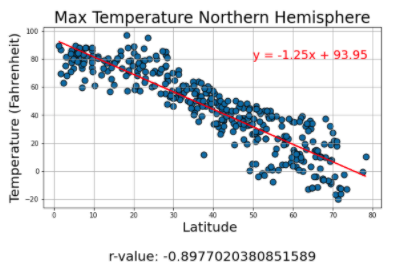 Max Temperature Northern Hemisphere
100
80
60
40
20
0
−20
Temperature (Fahrenheit)
y = -1.25x + 93.95
0 10 20 30 40 50 60 70 80
Latitude
r-value: -0.8977020380851589